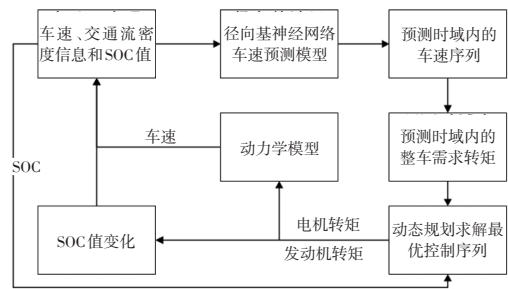 车速、交通流密
度信息和SOC值
径向基神经网络
车速预测模型
预测时域内的
车速序列
车速
动力学模型
预测时域内的
整车需求转矩
SOC
SOC值变化
电机转矩
发动机转矩
动态规划求解最
优控制序列